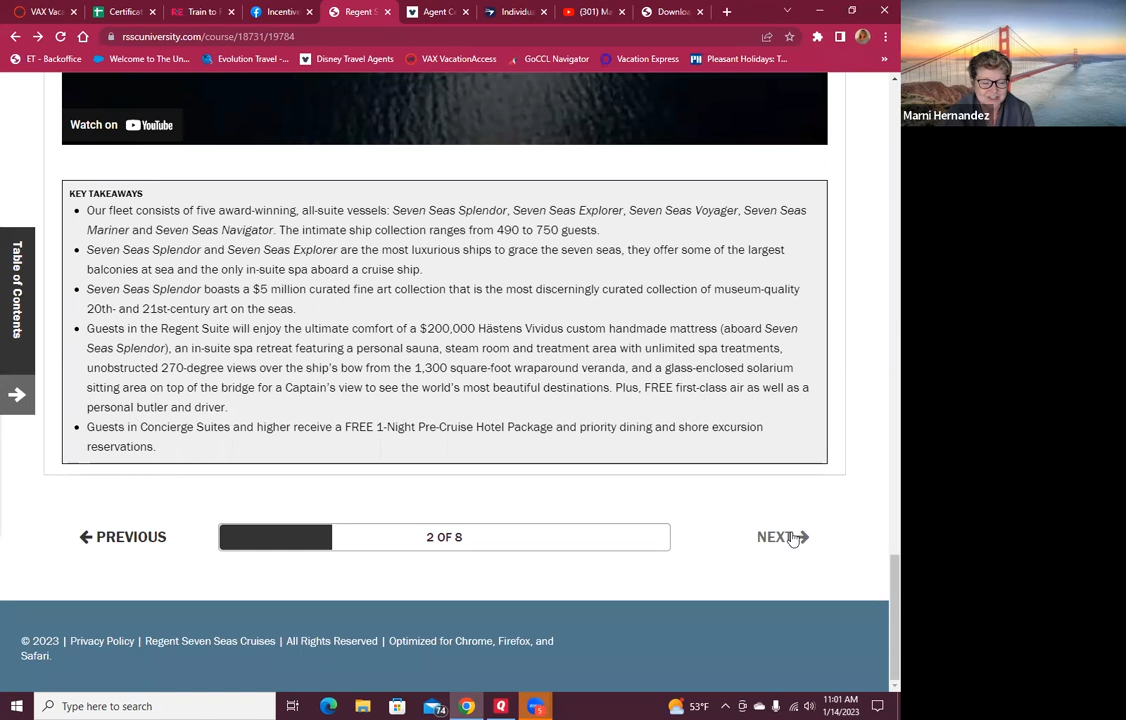 VAX Vaca
Certificat
RE Train to R
Incentive
Regent S
Agent Ce
Individua
(301) Ma
Downloa
rsscuniversity.com/course/18731/19784
ET - Backoffice
Welcome to The Un...
Evolution Travel -...
Disney Travel Agents
VAX VacationAccess
GoCCL Navigator
Vacation Express
Pleasant Holidays: T...
Marni Hernandez
Watch on YouTube
KEY TAKEAWAYS
• Our fleet consists of five award-winning, all-suite vessels: Seven Seas Splendor, Seven Seas Explorer, Seven Seas Voyager, Seven Seas
Mariner and Seven Seas Navigator. The intimate ship collection ranges from 490 to 750 guests.
• Seven Seas Splendor and Seven Seas Explorer are the most luxurious ships to grace the seven seas, they offer some of the largest
balconies at sea and the only in-suite spa aboard a cruise ship.
• Seven Seas Splendor boasts a $5 million curated fine art collection that is the most discerningly curated collection of museum-quality
20th- and 21st-century art on the seas.
• Guests in the Regent Suite will enjoy the ultimate comfort of a $200,000 Hästens Vividus custom handmade mattress (aboard Seven
Seas Splendor), an in-suite spa retreat featuring a personal sauna, steam room and treatment area with unlimited spa treatments,
unobstructed 270-degree views over the ship's bow from the 1,300 square-foot wraparound veranda, and a glass-enclosed solarium
sitting area on top of the bridge for a Captain's view to see the world's most beautiful destinations. Plus, FREE first-class air as well as a
personal butler and driver.
• Guests in Concierge Suites and higher receive a FREE 1-Night Pre-Cruise Hotel Package and priority dining and shore excursion
reservations.
Table of Contents
PREVIOUS
2 OF 8
NEXT
© 2023 | Privacy Policy | Regent Seven Seas Cruises | All Rights Reserved | Optimized for Chrome, Firefox, and
Safari.
Type here to search
74
53°F
11:01 AM
1/14/2023